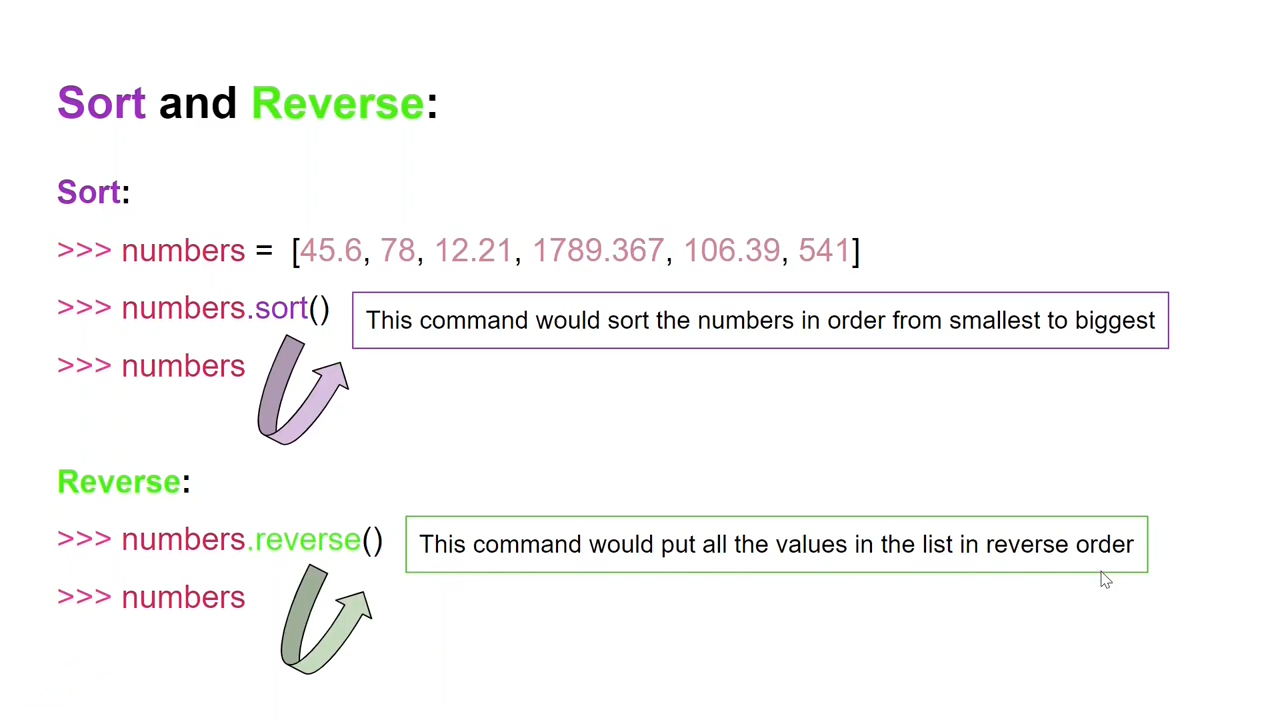 Sort and Reverse:
Sort:
>>> numbers = [45.6, 78, 12.21, 1789.367, 106.39, 541]
>>> numbers.sort()
This command would sort the numbers in order from smallest to biggest
>>> numbers
Reverse:
>>> numbers.reverse()
This command would put all the values in the list in reverse order
>>> numbers